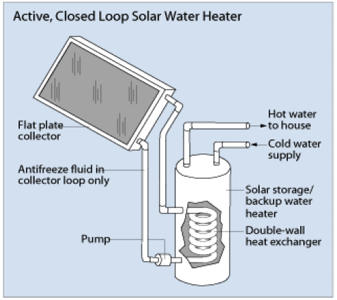 Active, Closed Loop Solar Water Heater
Flat plate
collector
Antifreeze fluid in
collector loop only
Pump
Hot water
to house
Cold water
supply
Solar storage/
backup water
heater
Double-wall
heat exchanger